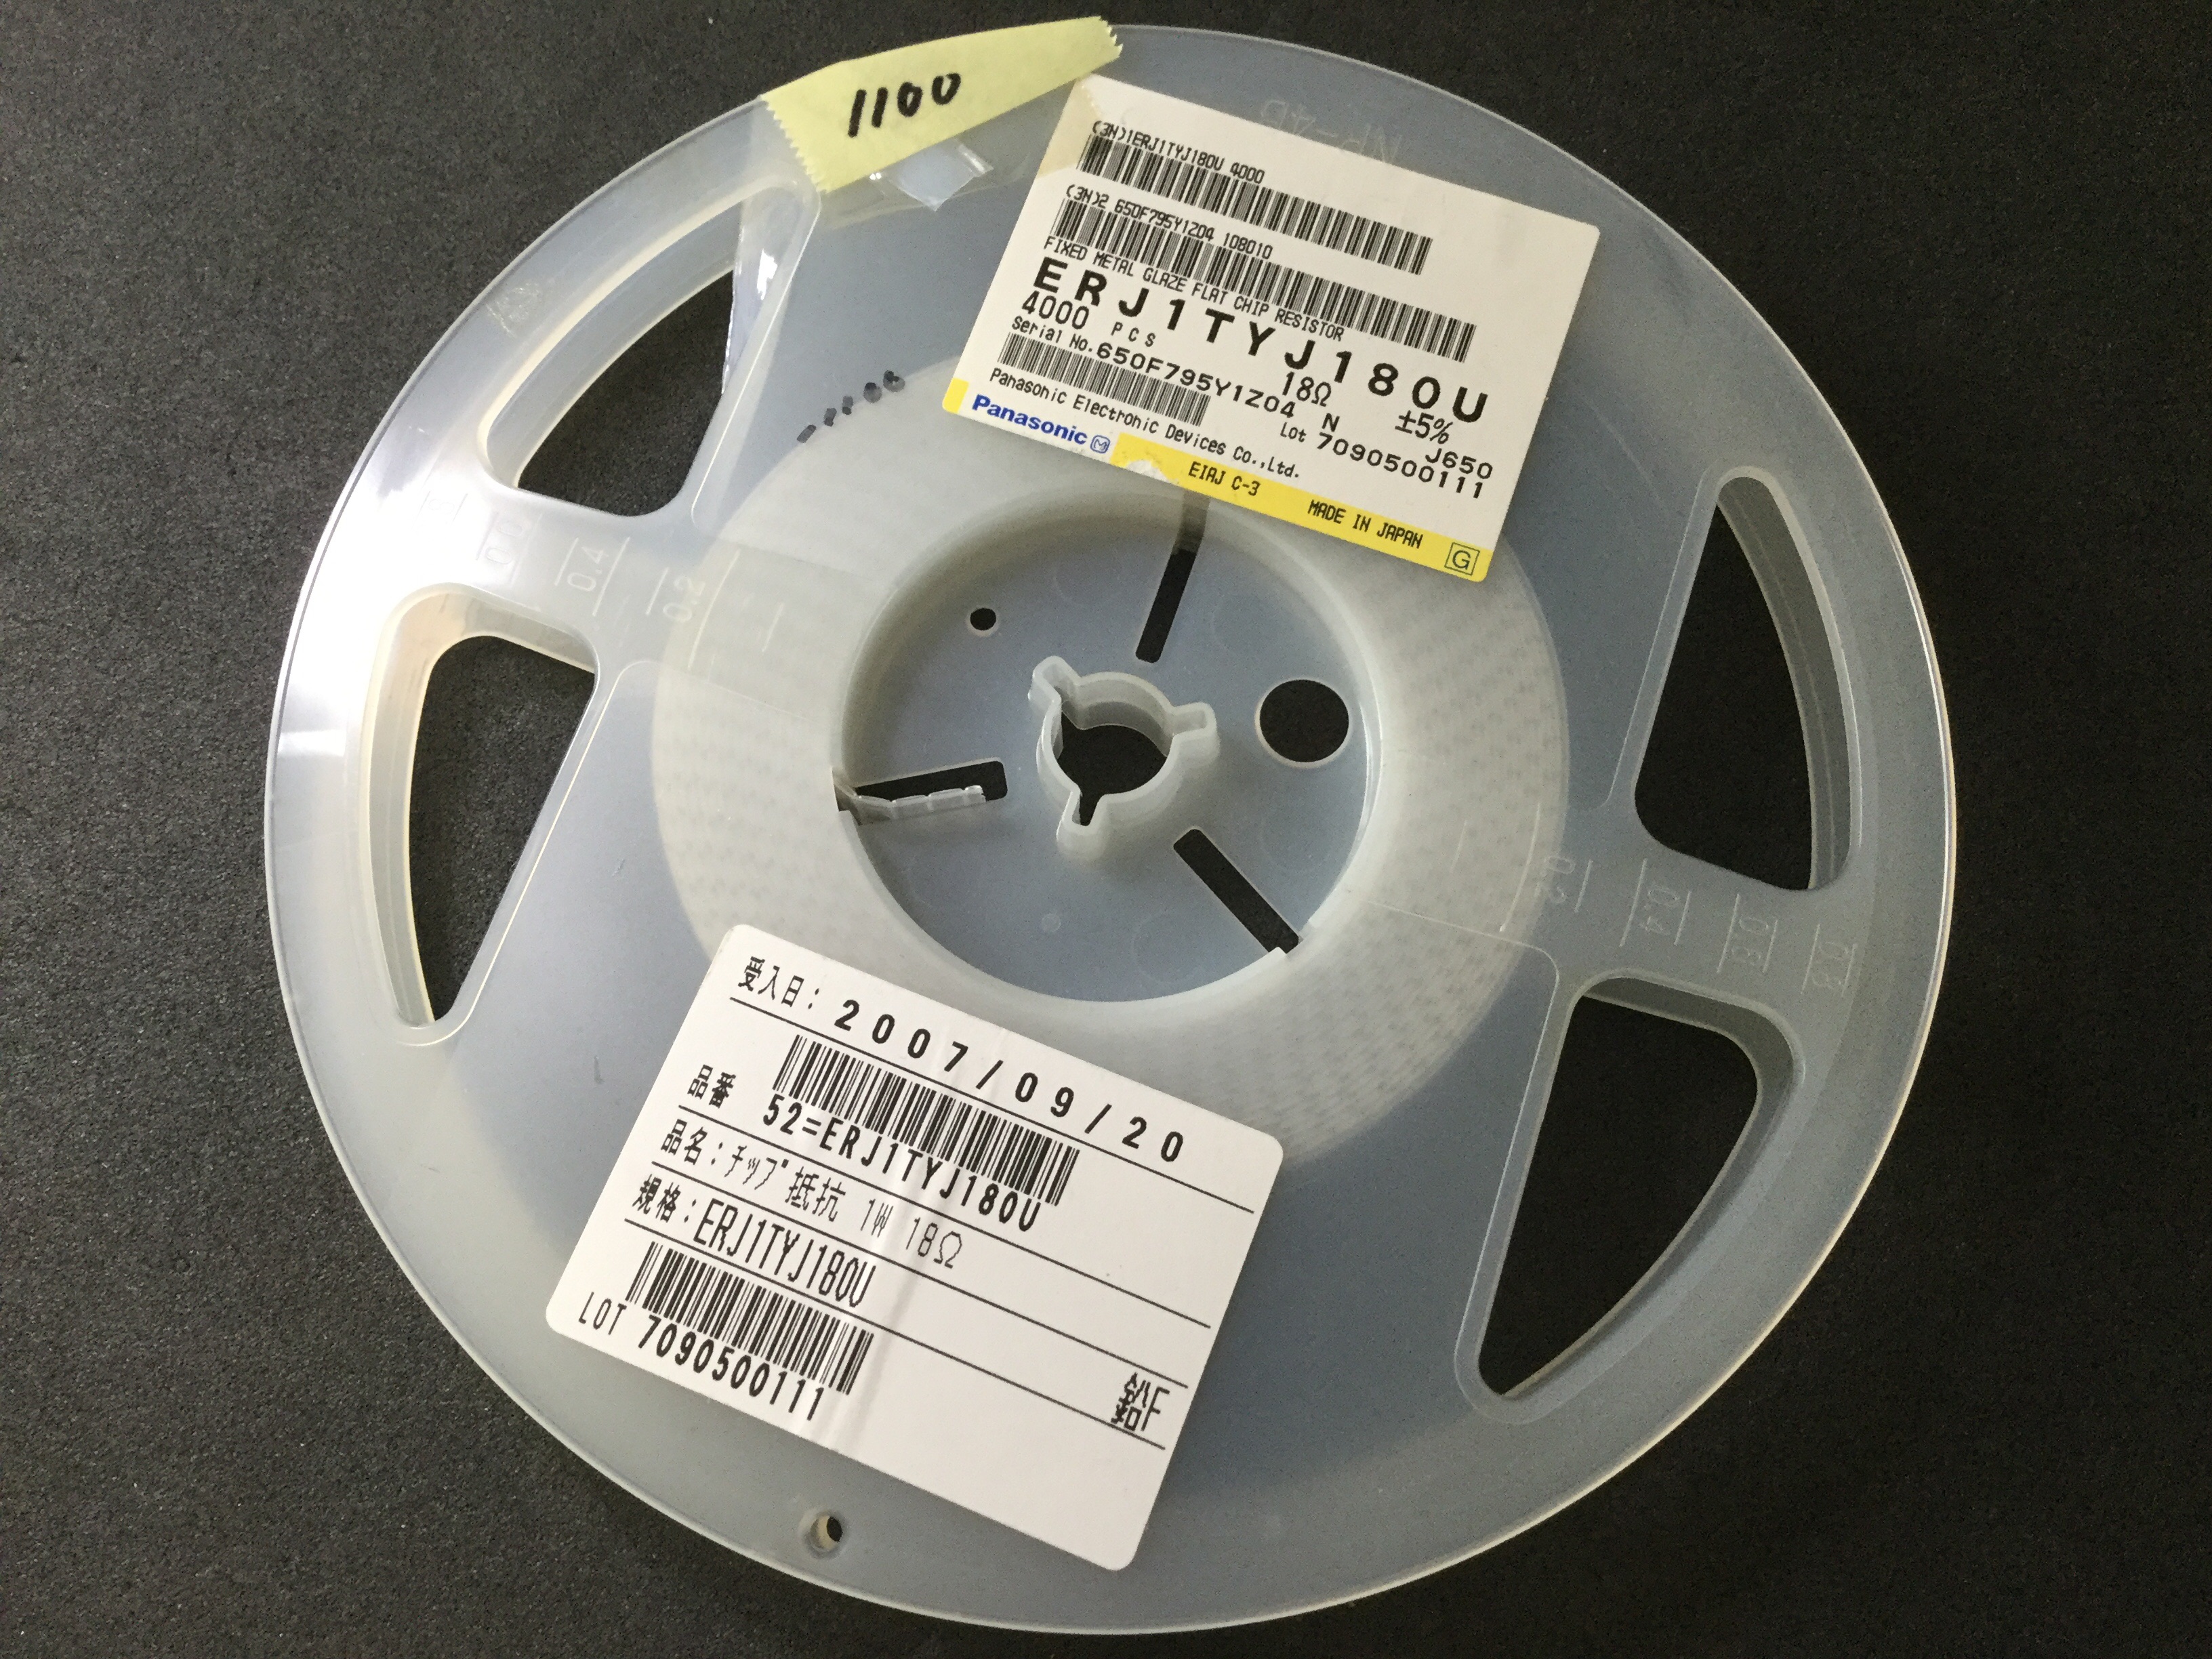 1100
(3N)1ERJ1TYJ180U 4000
(3N)2 650F795Y1Z04 108010
FIXED METAL GLAZE FLAT CHIP RESISTOR
ERJ1TYJ180U
4000 PCS 18Ω ±5%
Serial No.650F795Y1Z04 N J650
Lot 7090500111
Panasonic Electronic Devices Co.,Ltd.
Panasonic
EIAJ C-3 MADE IN JAPAN G
0.4
0.2
0.2
0.4
受入日: 2007/09/20
品番 52=ERJ1TYJ180U
品名:ﾁｯﾌﾟ抵抗 1W 18Ω
規格:ERJ1TYJ180U
LOT 7090500111
鉛F